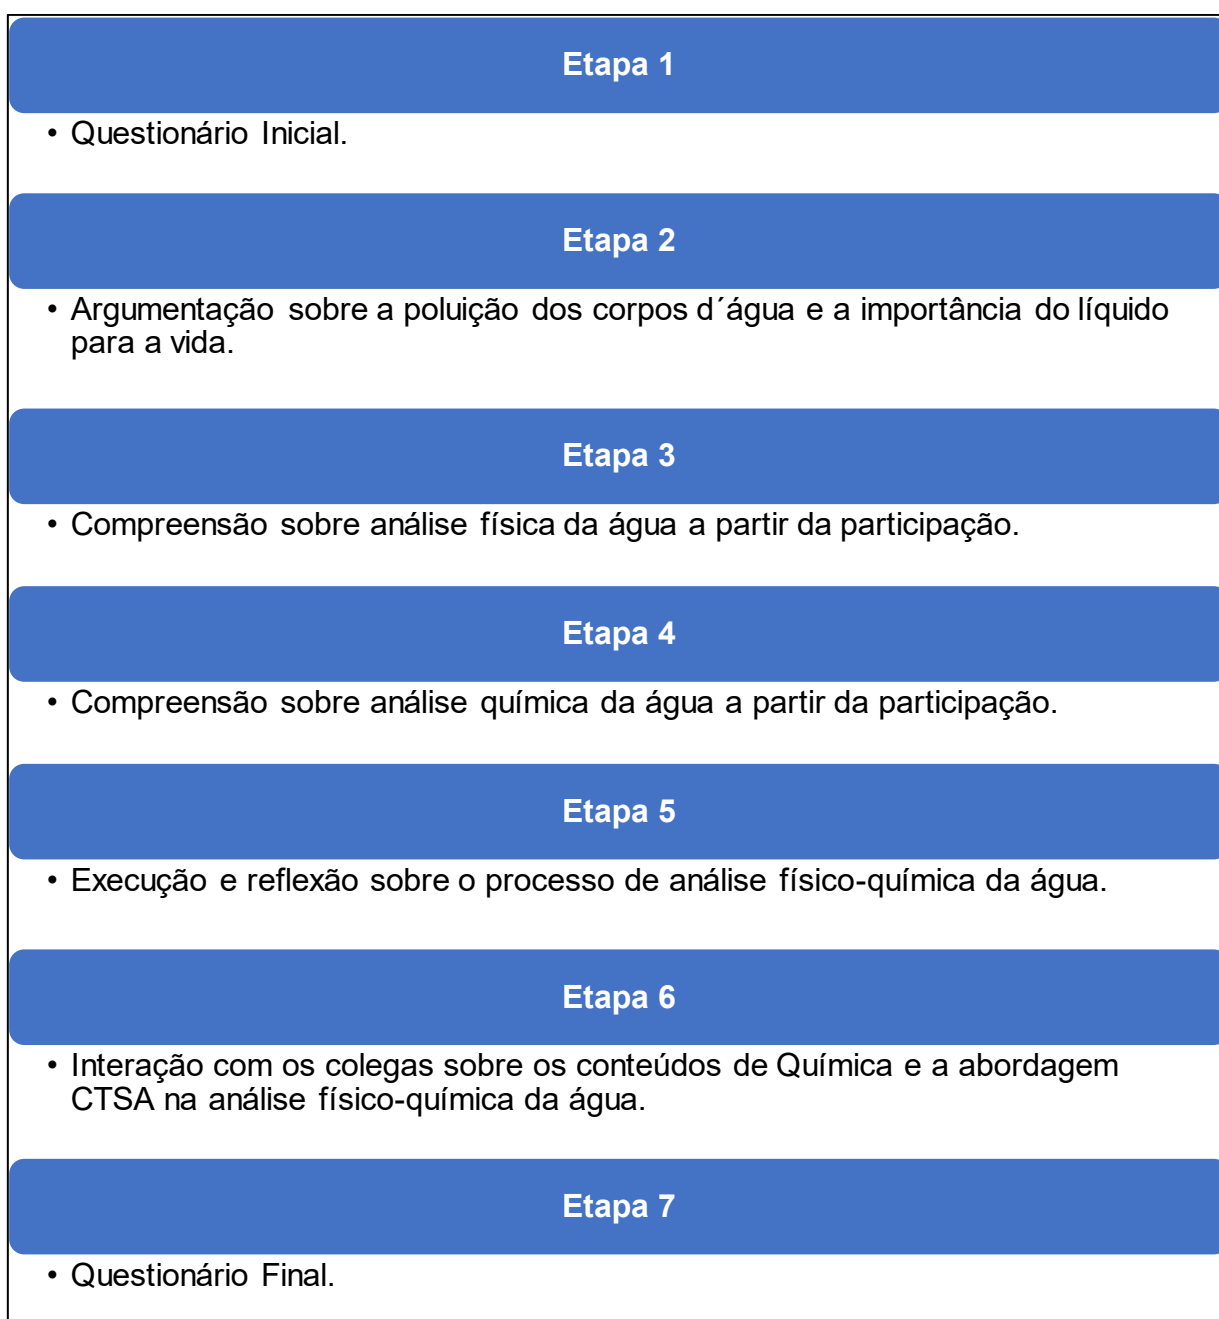 Etapa 1
• Questionário Inicial.
Etapa 2
• Argumentação sobre a poluição dos corpos d´água e a importância do líquido
para a vida.
Etapa 3
• Compreensão sobre análise física da água a partir da participação.
Etapa 4
• Compreensão sobre análise química da água a partir da participação.
Etapa 5
• Execução e reflexão sobre o processo de análise físico-química da água.
Etapa 6
• Interação com os colegas sobre os conteúdos de Química e a abordagem
CTSA na análise físico-química da água.
Etapa 7
• Questionário Final.